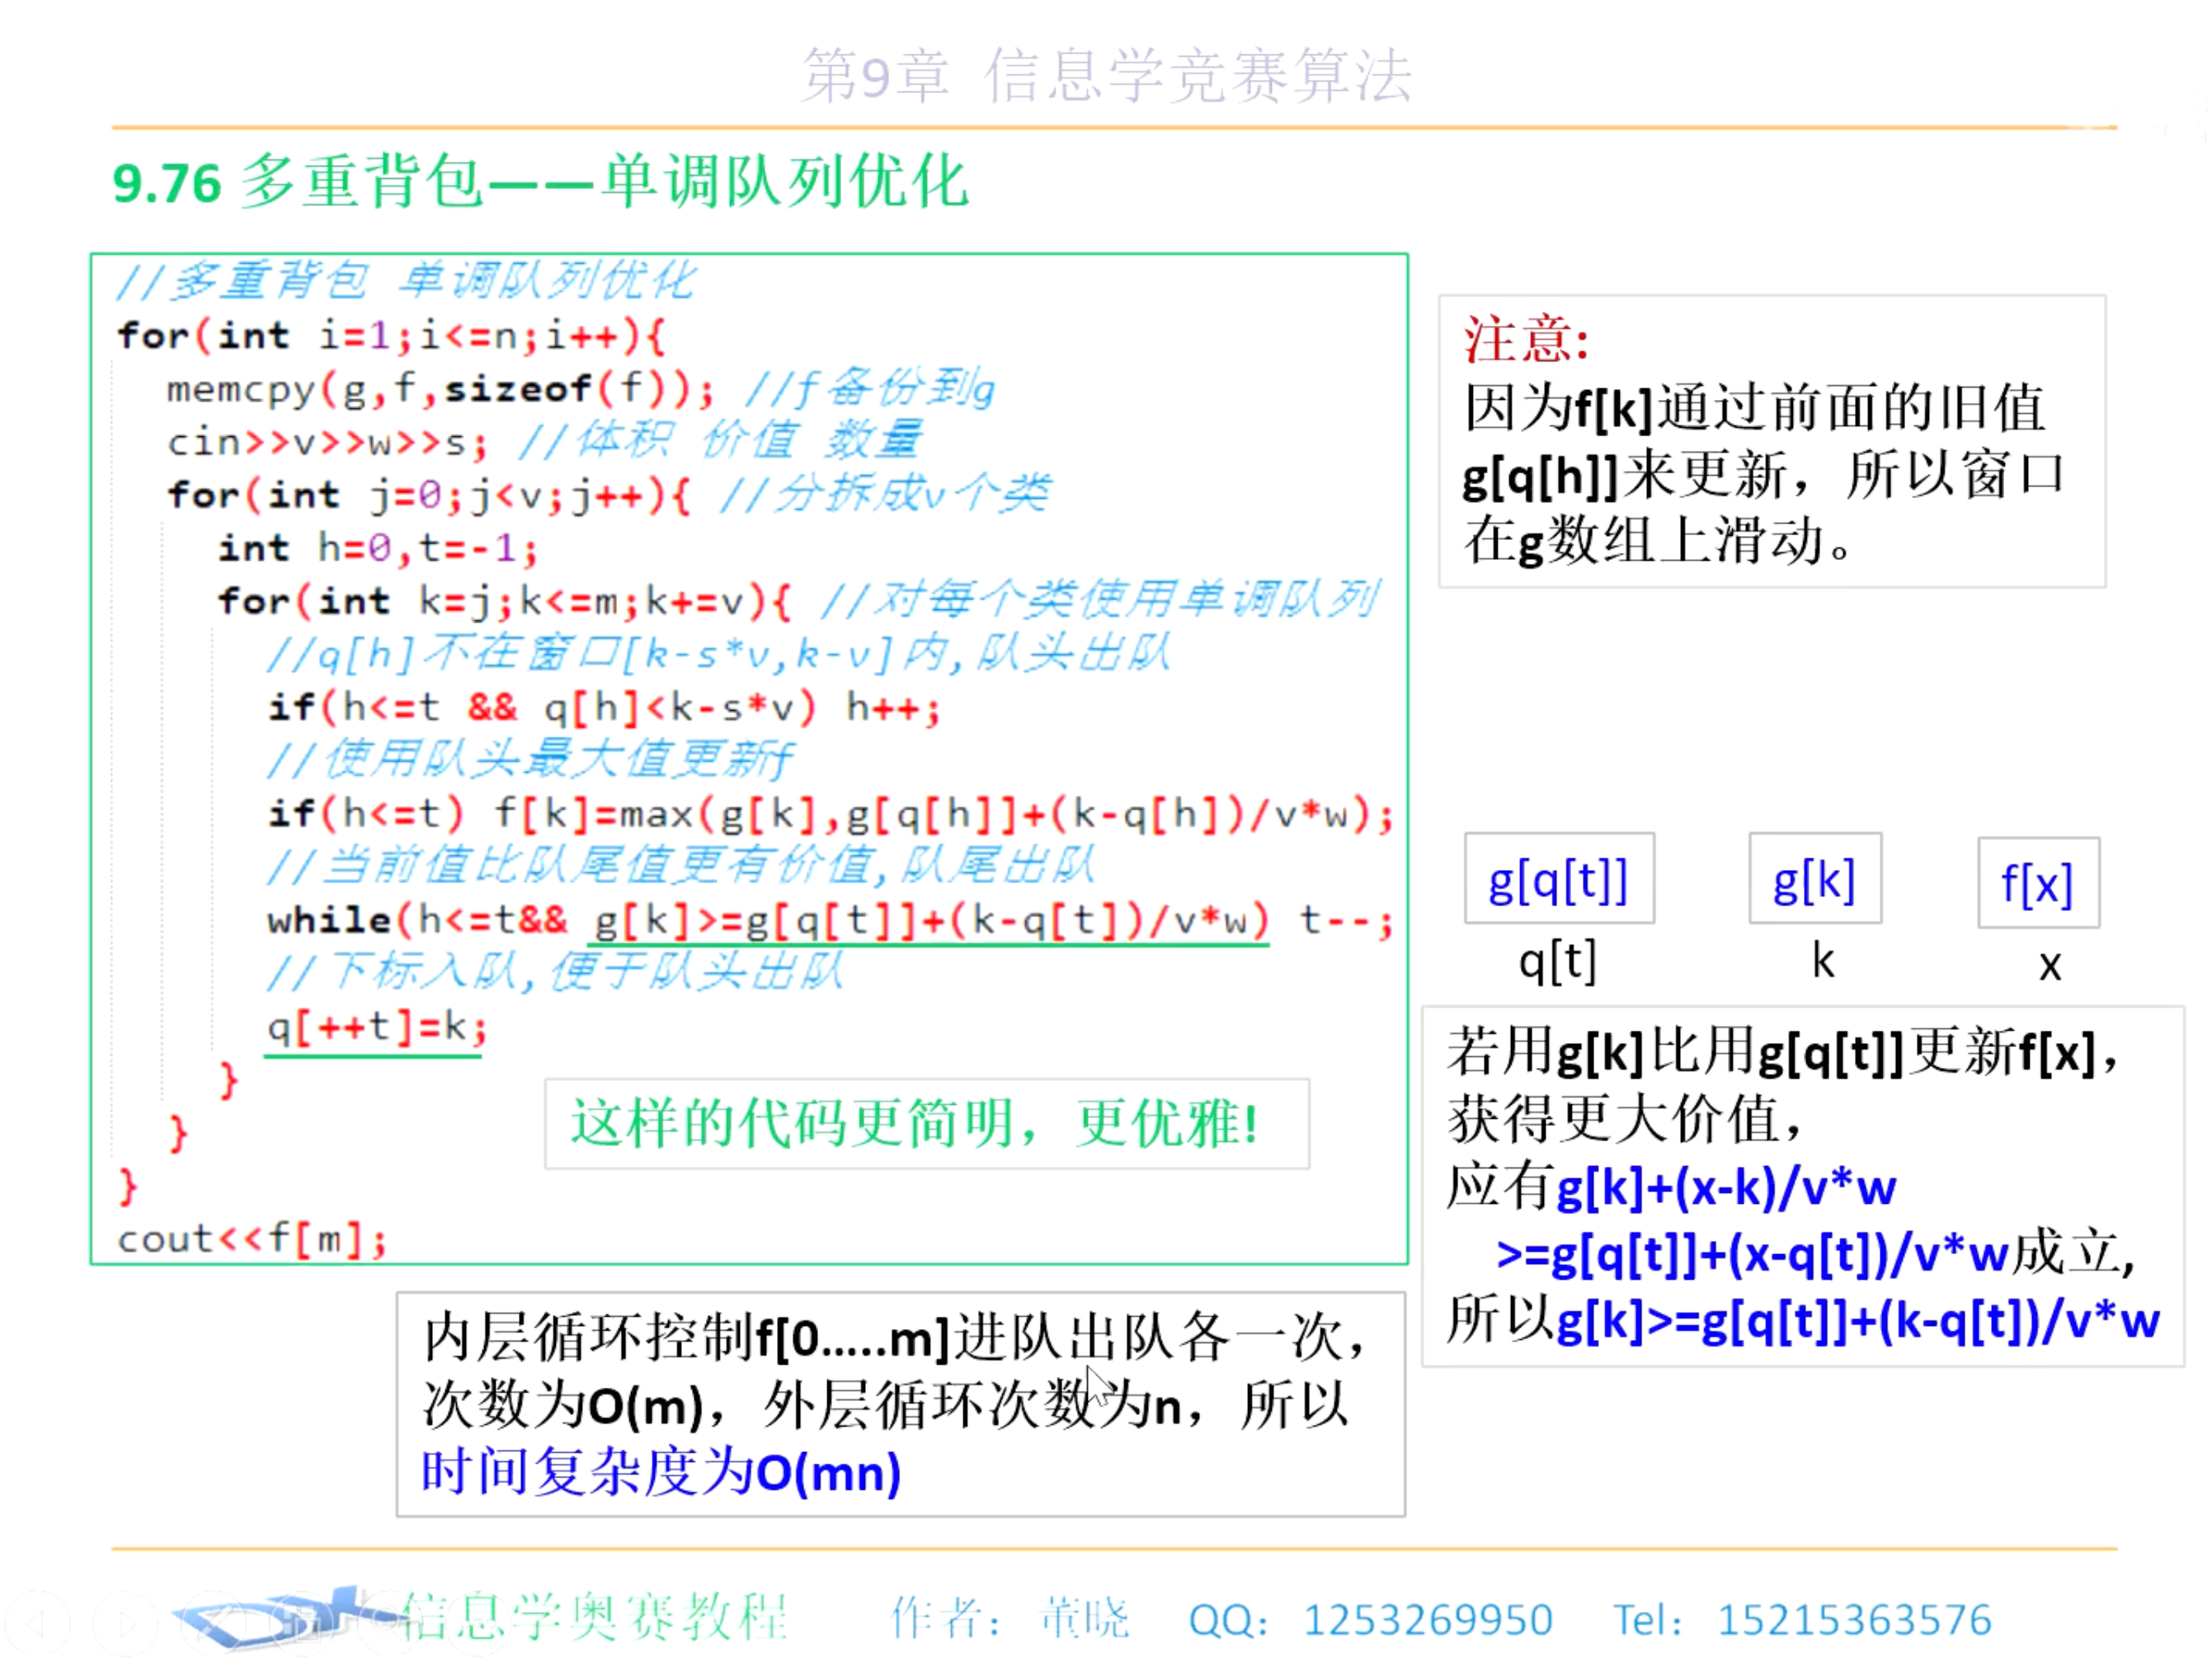 第9章 信息学竞赛算法
9.76 多重背包——单调队列优化
//多重背包 单调队列优化
for(int i=1;i<=n;i++){
memcpy(g,f,sizeof(f)); //f备份到g
cin>>v>>w>>s; //体积 价值 数量
for(int j=0;j<v;j++){ //分拆成v个类
int h=0,t=-1;
for(int k=j;k<=m;k+=v){ //对每个类使用单调队列
//q[h]不在窗口[k-s*v,k-v]内,队头出队
if(h<=t && q[h]<k-s*v) h++;
//使用队头最大值更新f
if(h<=t) f[k]=max(g[k],g[q[h]]+(k-q[h])/v*w);
//当前值比队尾值更有价值,队尾出队
while(h<=t&& g[k]>=g[q[t]]+(k-q[t])/v*w) t--;
//下标入队,便于队头出队
q[++t]=k;
}
}
}
cout<<f[m];
这样的代码更简明，更优雅!
注意:
因为f[k]通过前面的旧值
g[q[h]]来更新，所以窗口
在g数组上滑动。
g[q[t]] g[k] f[x]
q[t] k x
若用g[k]比用g[q[t]]更新f[x]，
获得更大价值，
应有g[k]+(x-k)/v*w
>=g[q[t]]+(x-q[t])/v*w成立,
所以g[k]>=g[q[t]]+(k-q[t])/v*w
内层循环控制f[0.....m]进队出队各一次，
次数为O(m)，外层循环次数为n，所以
时间复杂度为O(mn)
信息学奥赛教程 作者：董晓 QQ：1253269950 Tel：15215363576